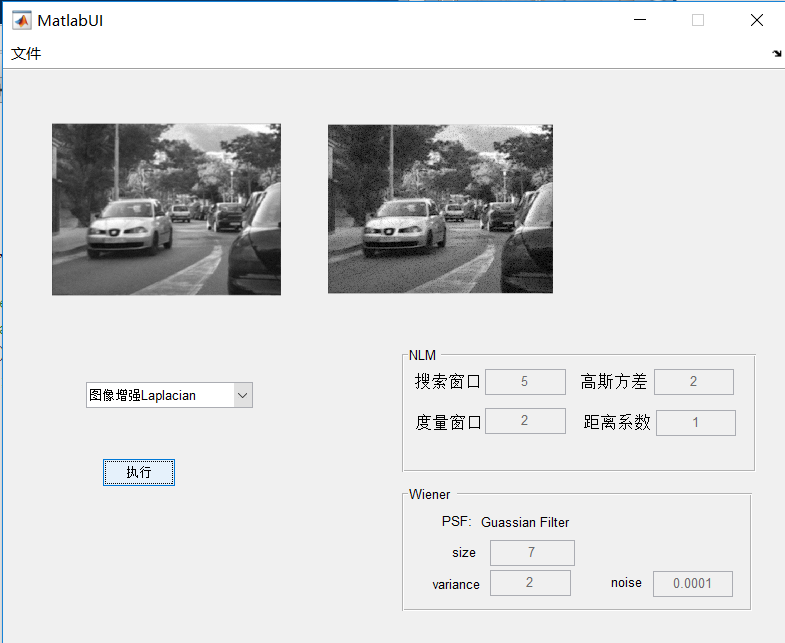 MatlabUI
文件
图像增强Laplacian
执行
NLM
搜索窗口 5 高斯方差 2
度量窗口 2 距离系数 1
Wiener
PSF: Guassian Filter
size 7
variance 2 noise 0.0001